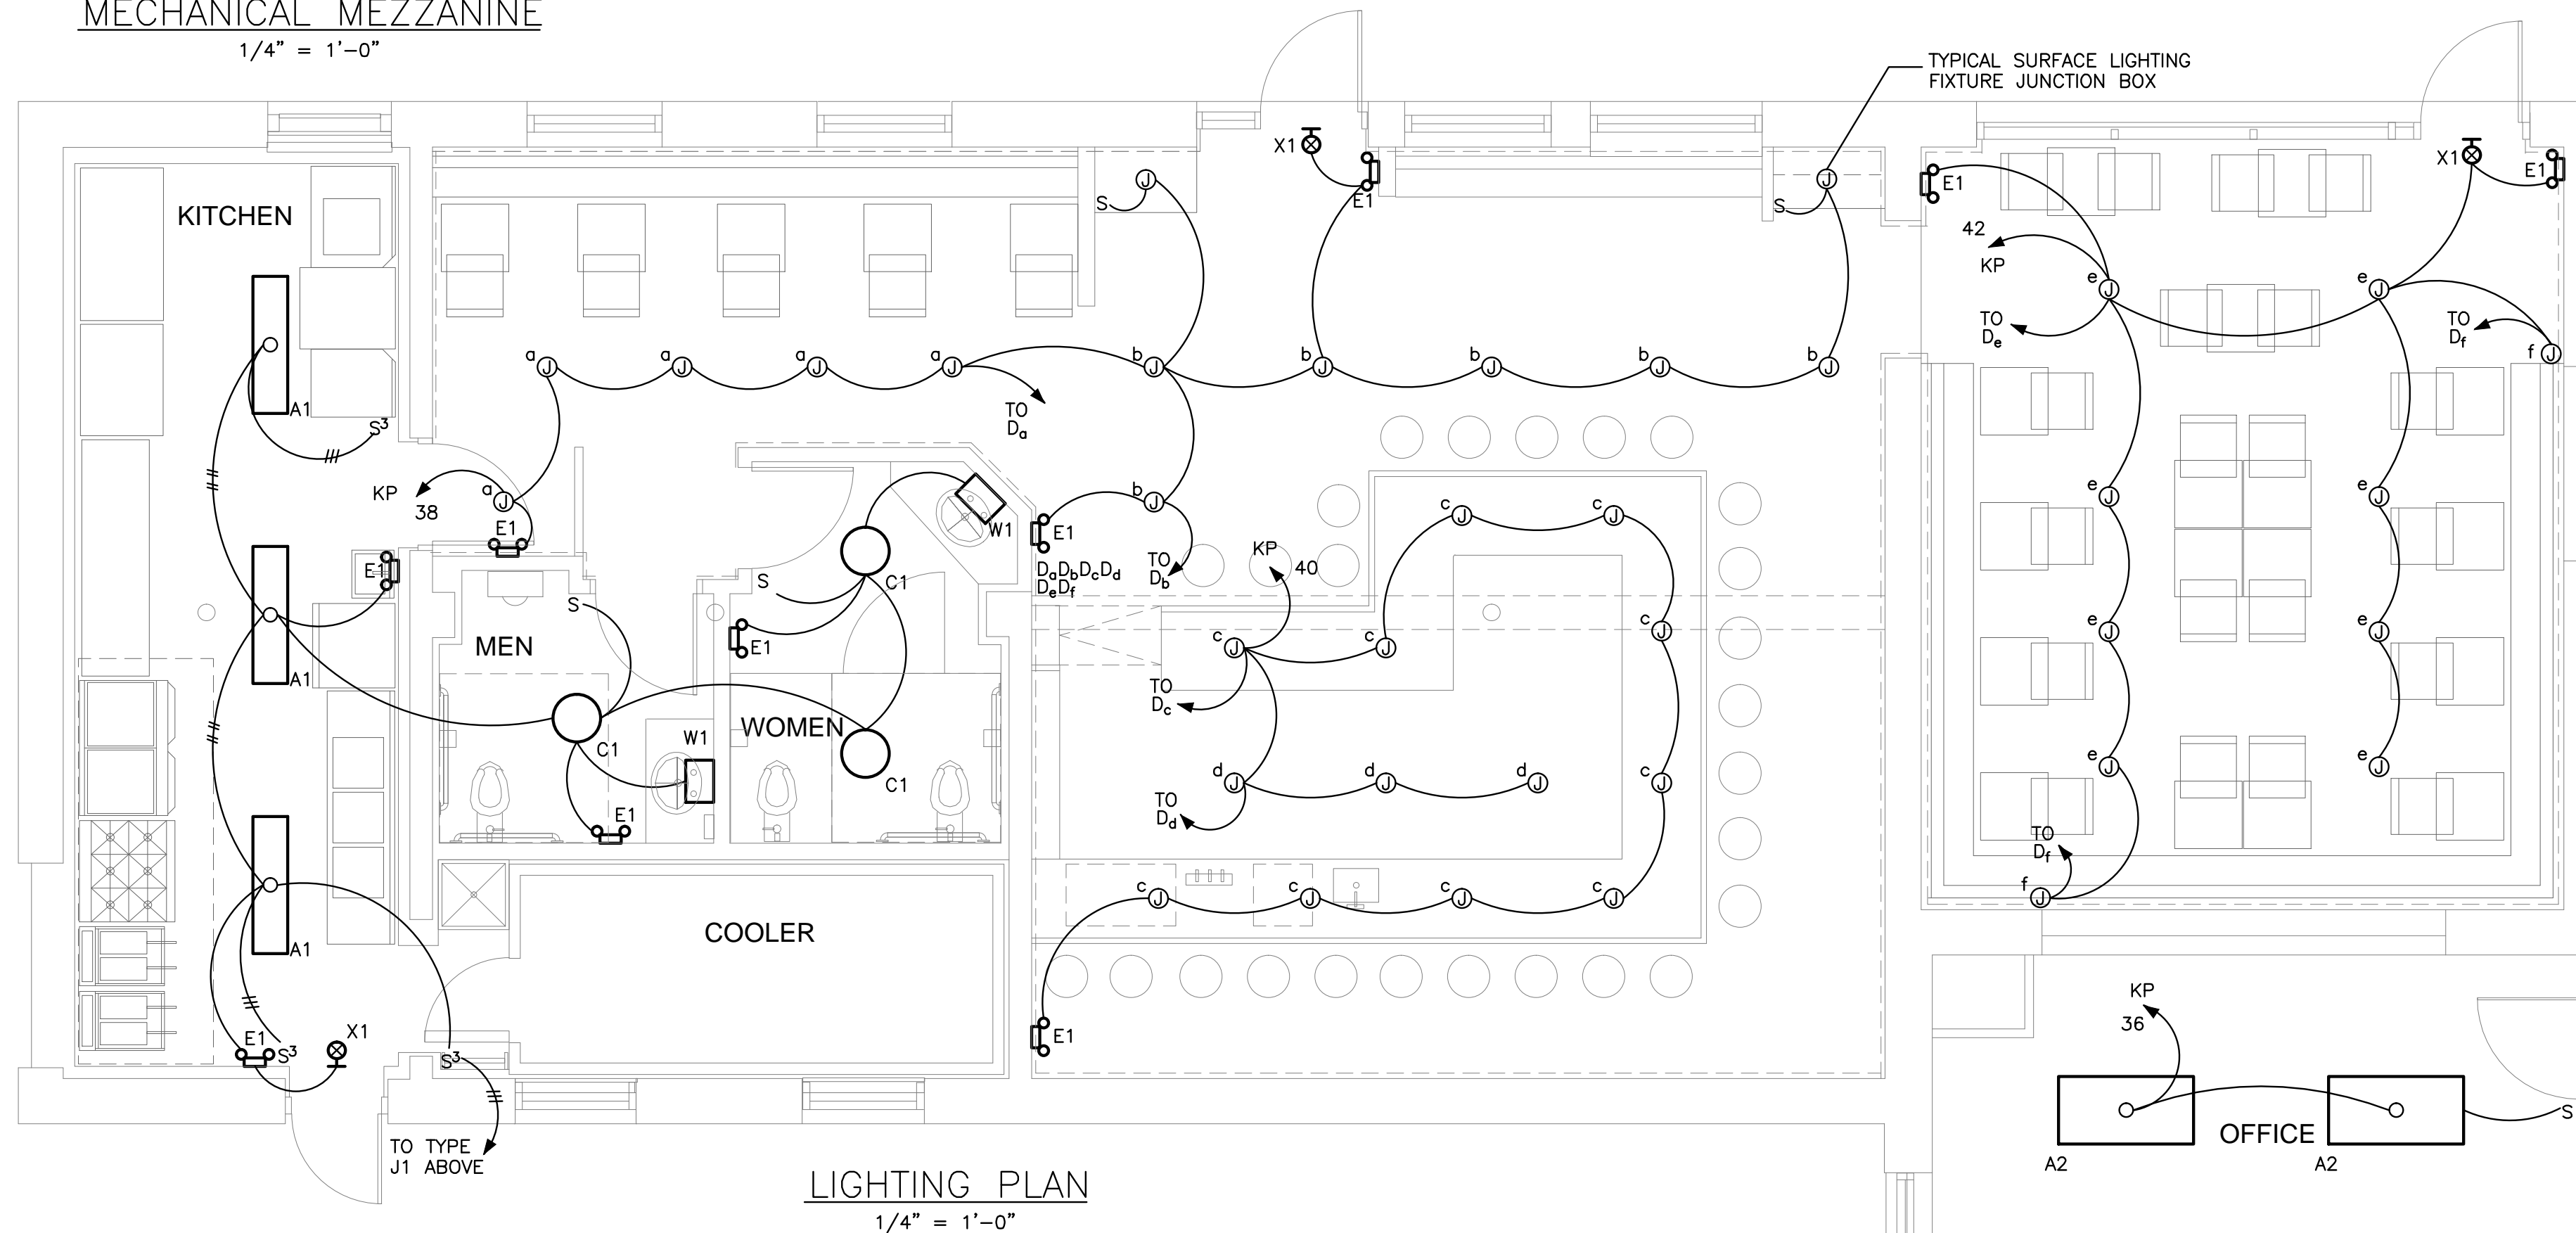 MECHANICAL MEZZANINE
1/4" = 1'-0"
TYPICAL SURFACE LIGHTING
FIXTURE JUNCTION BOX
X1
E1
J
S
J
S
E1
X1
E1
KITCHEN
42
KP
e J
e J
TO
De
TO
Df
f J
A1
S3
a J
a J
a J
a J
b J
b J
b J
b J
b J
TO
Da
KP
38
a J
E1
E1
W1
C1
S
E1
b J
E1
TO
Db
DaDbDcDd
DeDf
KP
40
c J
c J
c J
c J
c J
TO
Dc
e J
e J
e J
e J
A1
MEN
S
C1
W1
E1
WOMEN
C1
d J
d J
d J
c J
TO
Dd
e J
e J
TO
Df
f J
A1
COOLER
c J
c J
c J
c J
E1
E1
S3
X1
S3
TO TYPE
J1 ABOVE
KP
36
S
OFFICE
A2
A2
LIGHTING PLAN
1/4" = 1'-0"